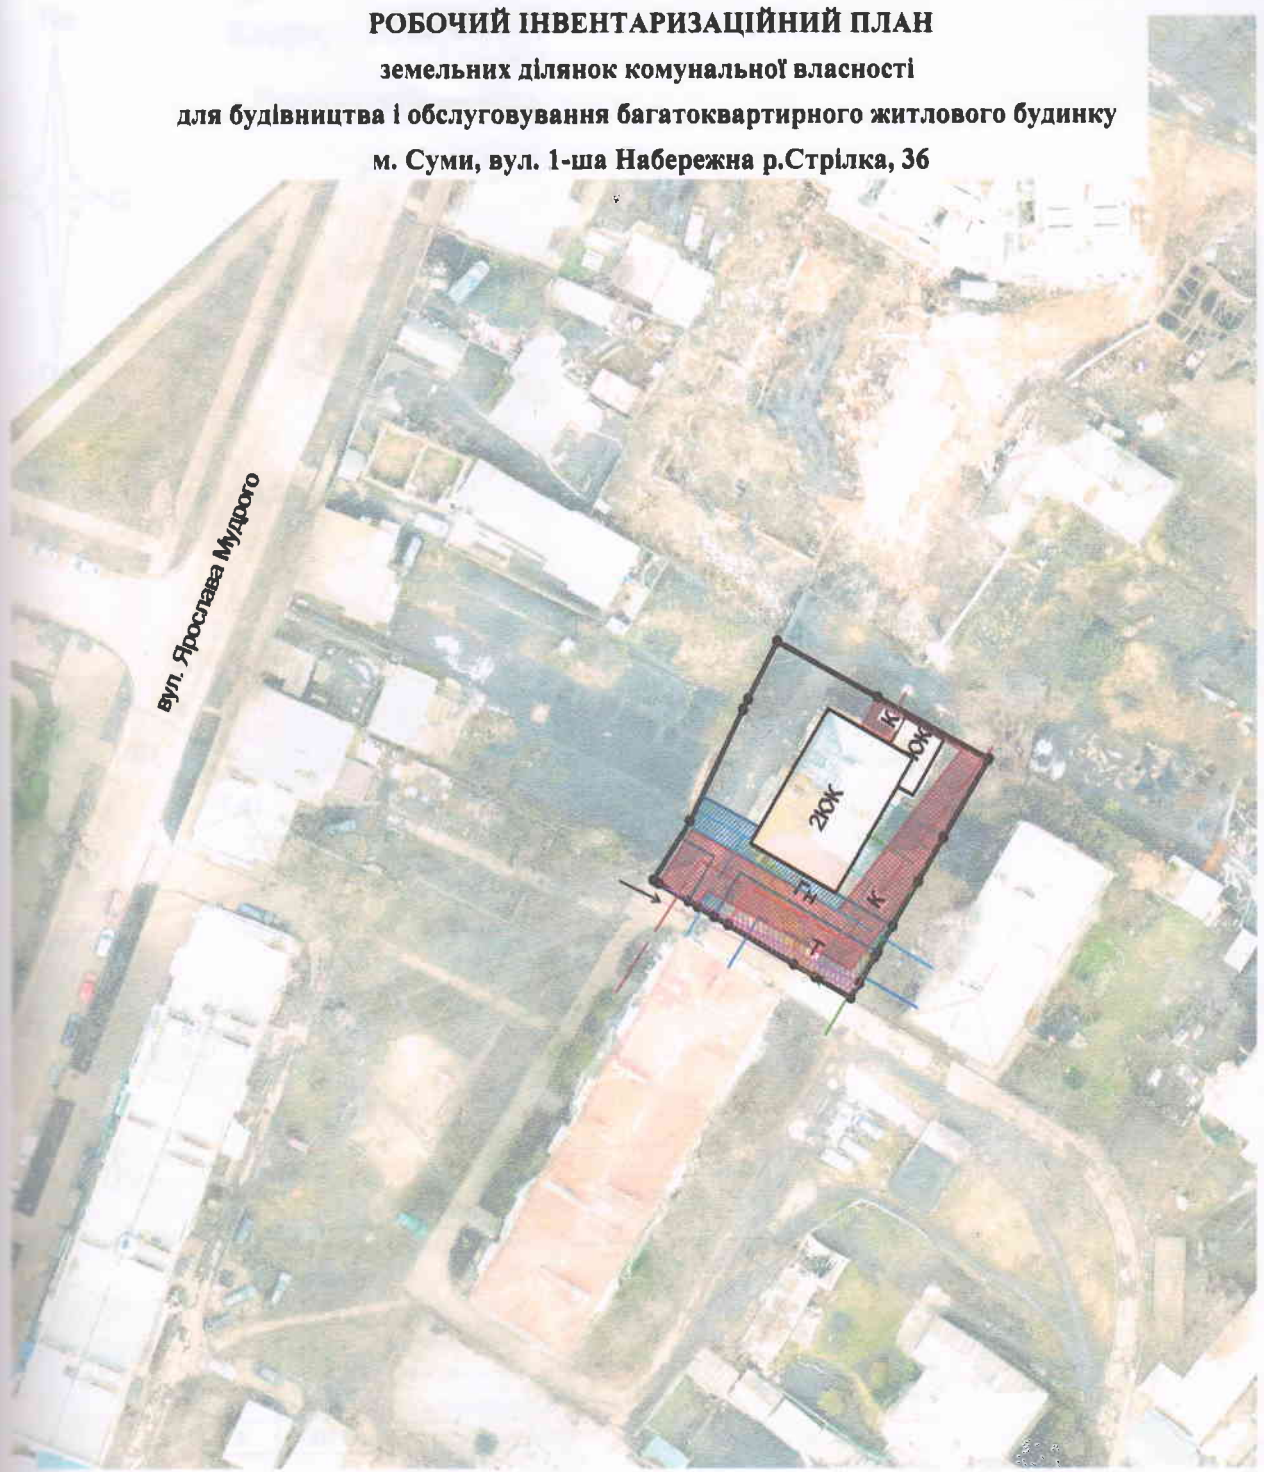 РОБОЧИЙ ІНВЕНТАРИЗАЦІЙНИЙ ПЛАН
земельних ділянок комунальної власності
для будівництва і обслуговування багатоквартирного житлового будинку
м. Суми, вул. 1-ша Набережна р.Стрілка, 36
вул. Ярослава Мудрого
К
ЮК
2ЮК
К
Гн
Т